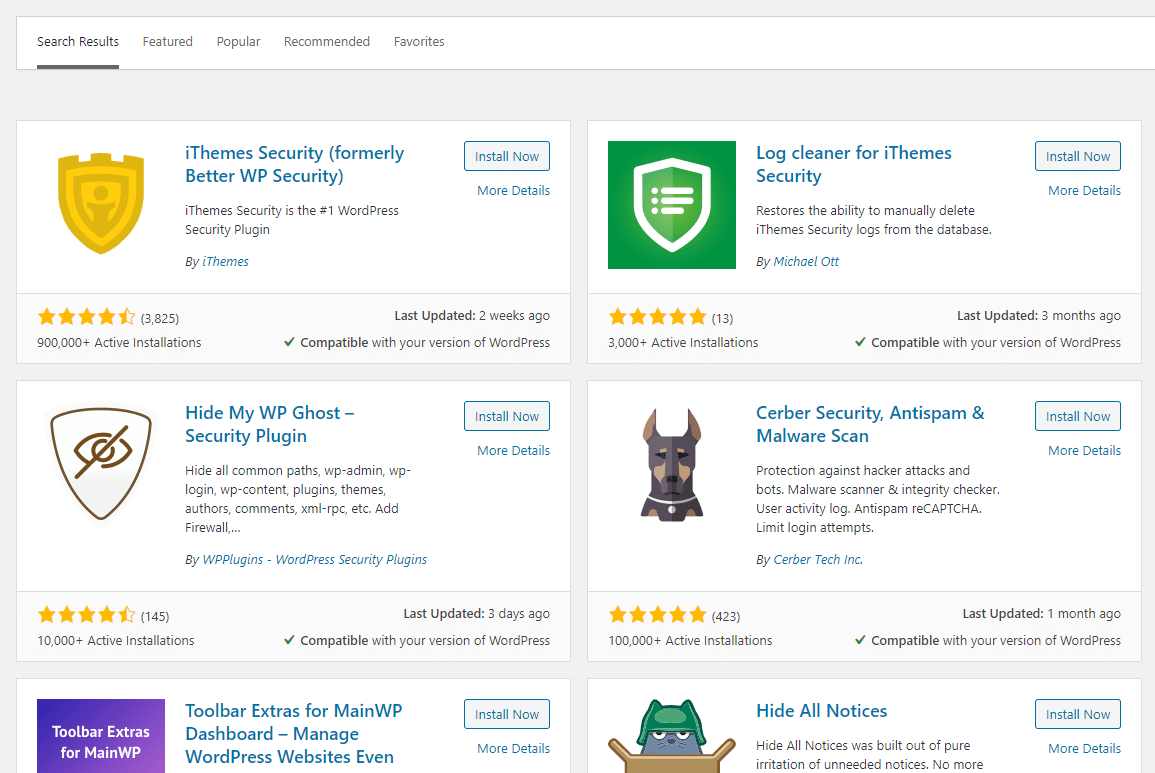 Search Results Featured Popular Recommended Favorites
iThemes Security (formerly
Better WP Security)
Install Now
More Details
iThemes Security is the #1 WordPress
Security Plugin
By iThemes
(3,825)
Last Updated: 2 weeks ago
900,000+ Active Installations
Compatible with your version of WordPress
Log cleaner for iThemes
Security
Install Now
More Details
Restores the ability to manually delete
iThemes Security logs from the database.
By Michael Ott
(13)
Last Updated: 3 months ago
3,000+ Active Installations
Compatible with your version of WordPress
Hide My WP Ghost –
Security Plugin
Install Now
More Details
Hide all common paths, wp-admin, wp-
login, wp-content, plugins, themes,
authors, comments, xml-rpc, etc. Add
Firewall,...
By WPPlugins - WordPress Security Plugins
(145)
Last Updated: 3 days ago
10,000+ Active Installations
Compatible with your version of WordPress
Cerber Security, Antispam &
Malware Scan
Install Now
More Details
Protection against hacker attacks and
bots. Malware scanner & integrity checker.
User activity log. Antispam reCAPTCHA.
Limit login attempts.
By Cerber Tech Inc.
(423)
Last Updated: 1 month ago
100,000+ Active Installations
Compatible with your version of WordPress
Toolbar Extras
for MainWP
Toolbar Extras for MainWP
Dashboard – Manage
WordPress Websites Even
Install Now
More Details
Hide All Notices
Install Now
More Details
Hide All Notices was built out of pure
irritation of unneeded notices. No more